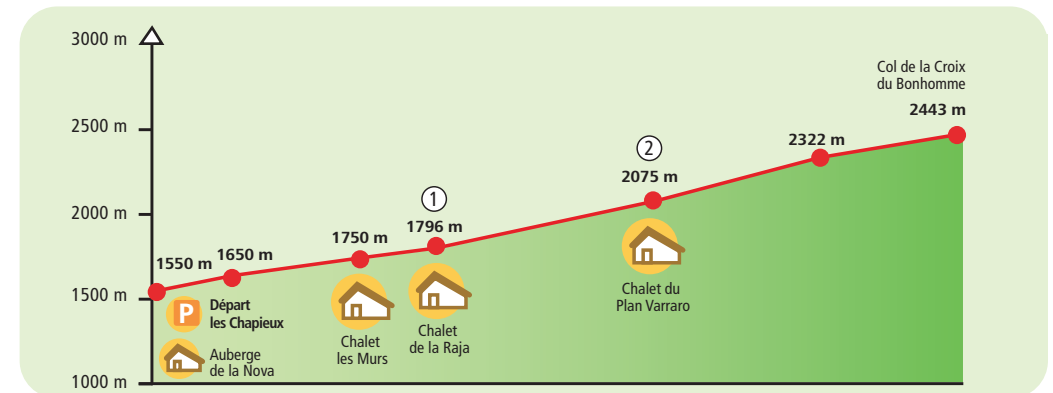 3000 m
2500 m
2000 m
1500 m
1000 m
1550 m
P
Départ
les Chapieux
Auberge
de la Nova
1650 m
1750 m
Chalet
les Murs
1
1796 m
Chalet
de la Raja
2
2075 m
Chalet du
Plan Varraro
2322 m
Col de la Croix
du Bonhomme
2443 m